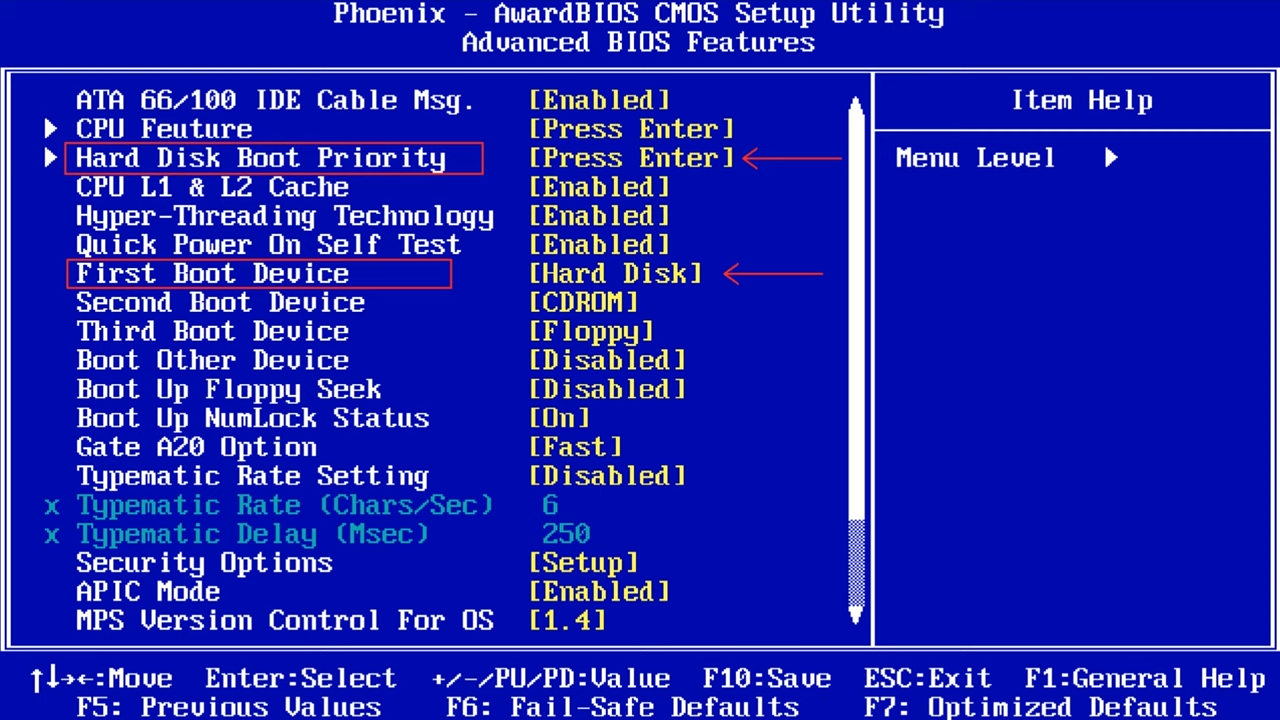 Phoenix - AwardBIOS CMOS Setup Utility
Advanced BIOS Features
ATA 66/100 IDE Cable Msg. [Enabled]
CPU Feuture [Press Enter]
Hard Disk Boot Priority [Press Enter]
CPU L1 & L2 Cache [Enabled]
Hyper-Threading Technology [Enabled]
Quick Power On Self Test [Enabled]
First Boot Device [Hard Disk]
Second Boot Device [CDROM]
Third Boot Device [Floppy]
Boot Other Device [Disabled]
Boot Up Floppy Seek [Disabled]
Boot Up NumLock Status [On]
Gate A20 Option [Fast]
Typematic Rate Setting [Disabled]
x Typematic Rate (Chars/Sec) 6
x Typematic Delay (Msec) 250
Security Options [Setup]
APIC Mode [Enabled]
MPS Version Control For OS [1.4]
Item Help
Menu Level
↑↓→←:Move Enter:Select +/-/PU/PD:Value F10:Save ESC:Exit F1:General Help
F5: Previous Values F6: Fail-Safe Defaults F7: Optimized Defaults